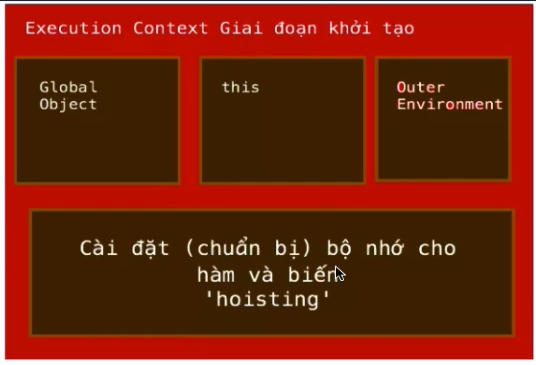 Execution Context Giai đoạn khởi tạo
Global
Object
this
Outer
Environment
Cài đặt (chuẩn bị) bộ nhớ cho
hàm và biến
'hoisting'